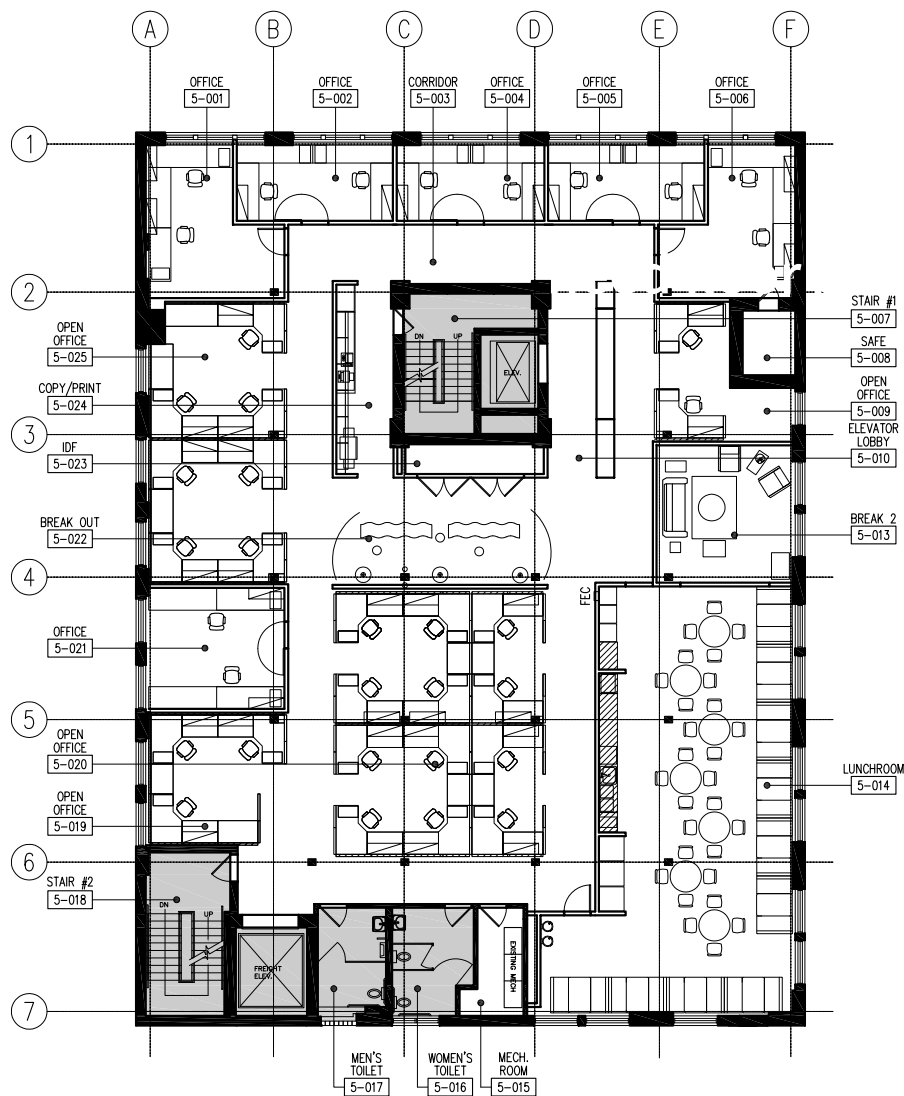 A B C D E F
OFFICE
5-001
OFFICE
5-002
CORRIDOR
5-003
OFFICE
5-004
OFFICE
5-005
OFFICE
5-006
1
2
STAIR #1
5-007
DN
UP
ELEV.
OPEN
OFFICE
5-025
SAFE
5-008
COPY/PRINT
5-024
OPEN
OFFICE
5-009
3
ELEVATOR
LOBBY
5-010
IDF
5-023
BREAK OUT
5-022
BREAK 2
5-013
4
FEC
OFFICE
5-021
5
OPEN
OFFICE
5-020
LUNCHROOM
5-014
OPEN
OFFICE
5-019
6
STAIR #2
5-018
DN
UP
FREIGHT
ELEV.
EXISTING MECH
7
MEN'S
TOILET
5-017
WOMEN'S
TOILET
5-016
MECH.
ROOM
5-015